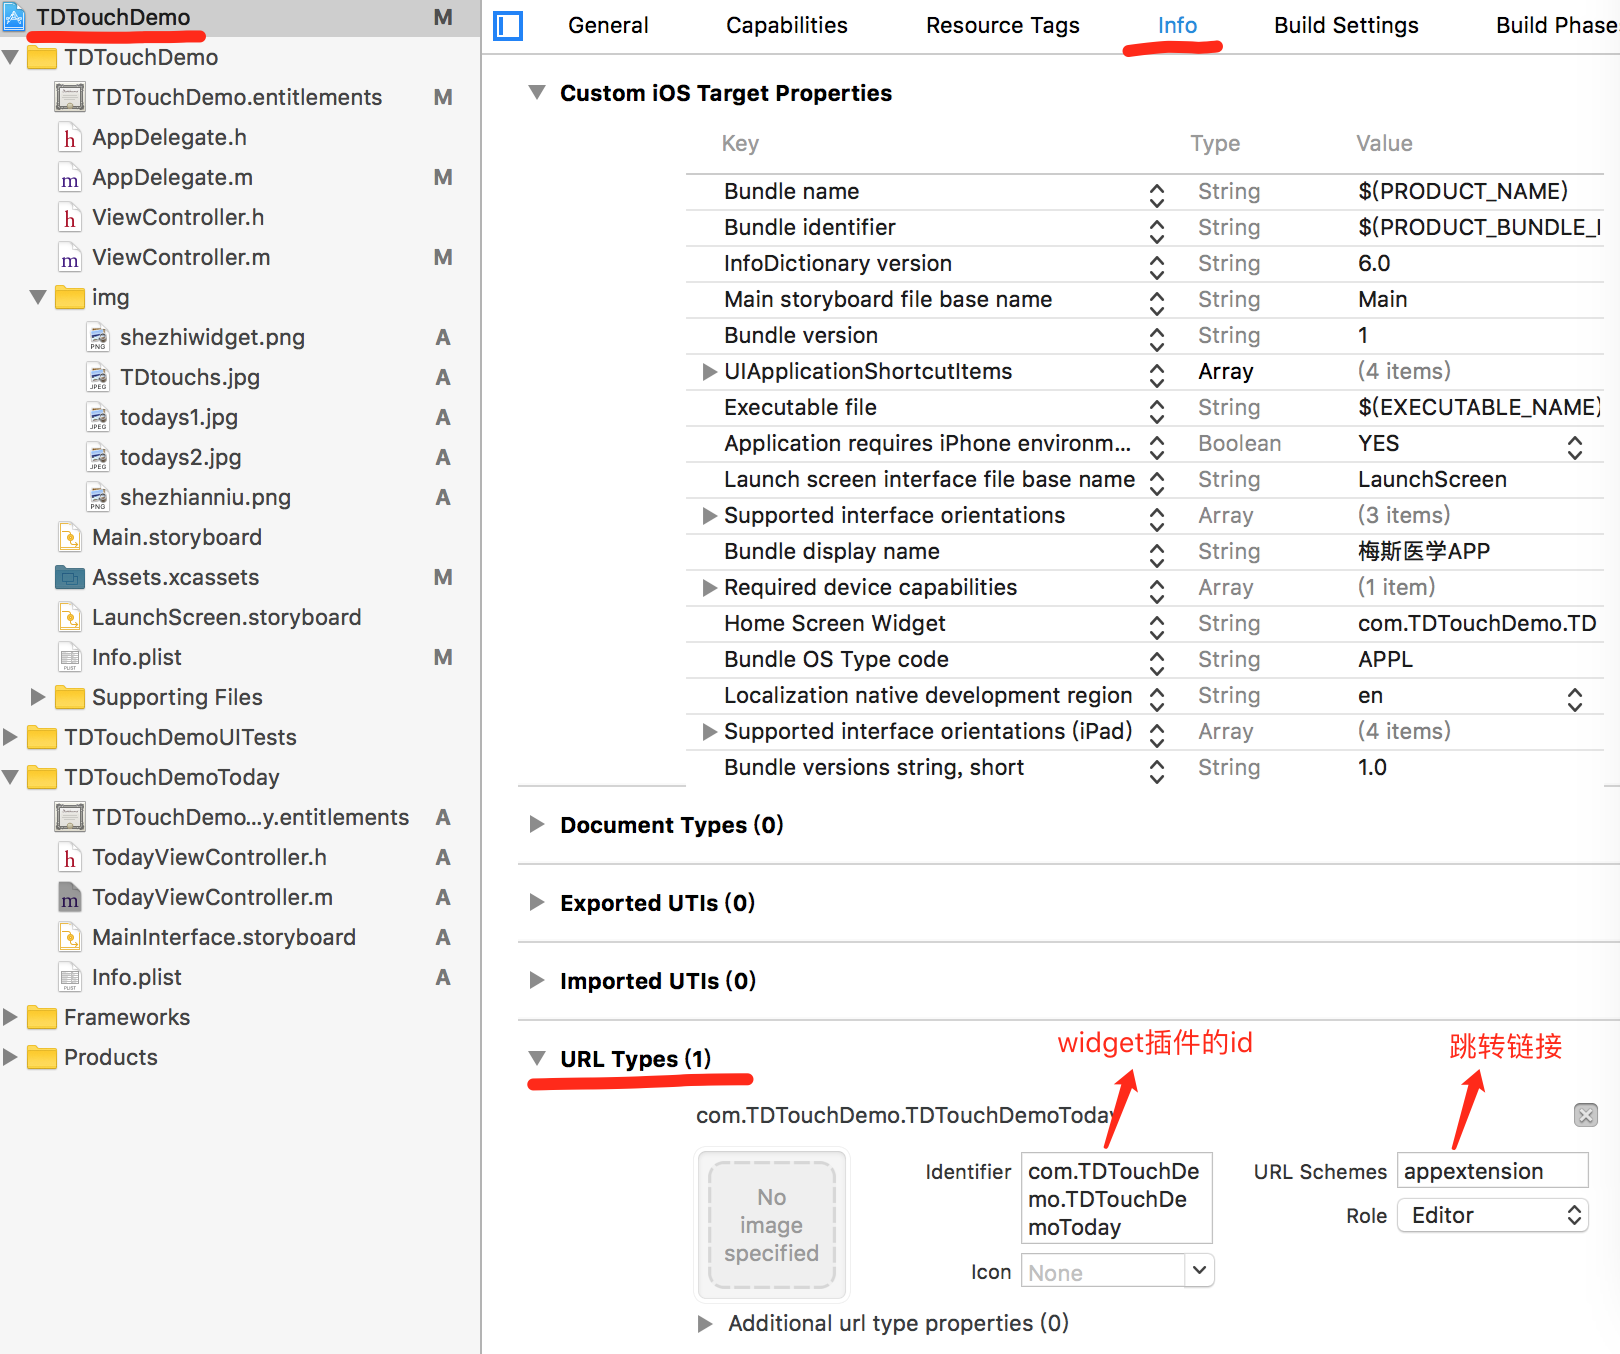 TDTouchDemo M
TDTouchDemo
TDTouchDemo.entitlements M
AppDelegate.h
AppDelegate.m M
ViewController.h
ViewController.m M
img
shezhiwidget.png A
TDtouchs.jpg A
todays1.jpg A
todays2.jpg A
shezhianniu.png A
Main.storyboard
Assets.xcassets M
LaunchScreen.storyboard
Info.plist M
Supporting Files
TDTouchDemoUITests
TDTouchDemoToday
TDTouchDemo...y.entitlements A
TodayViewController.h A
TodayViewController.m A
MainInterface.storyboard A
Info.plist A
Frameworks
Products
General Capabilities Resource Tags Info Build Settings Build Phase
Custom iOS Target Properties
Key Type Value
Bundle name String $(PRODUCT_NAME)
Bundle identifier String $(PRODUCT_BUNDLE_I
InfoDictionary version String 6.0
Main storyboard file base name String Main
Bundle version String 1
UIApplicationShortcutItems Array (4 items)
Executable file String $(EXECUTABLE_NAME)
Application requires iPhone environm... Boolean YES
Launch screen interface file base name String LaunchScreen
Supported interface orientations Array (3 items)
Bundle display name String 梅斯医学APP
Required device capabilities Array (1 item)
Home Screen Widget String com.TDTouchDemo.TD
Bundle OS Type code String APPL
Localization native development region String en
Supported interface orientations (iPad) Array (4 items)
Bundle versions string, short String 1.0
Document Types (0)
Exported UTIs (0)
Imported UTIs (0)
widget插件的id 跳转链接
URL Types (1)
com.TDTouchDemo.TDTouchDemoToday
No
image
specified
Identifier com.TDTouchDe
mo.TDTouchDe
moToday
URL Schemes appextension
Role Editor
Icon None
Additional url type properties (0)